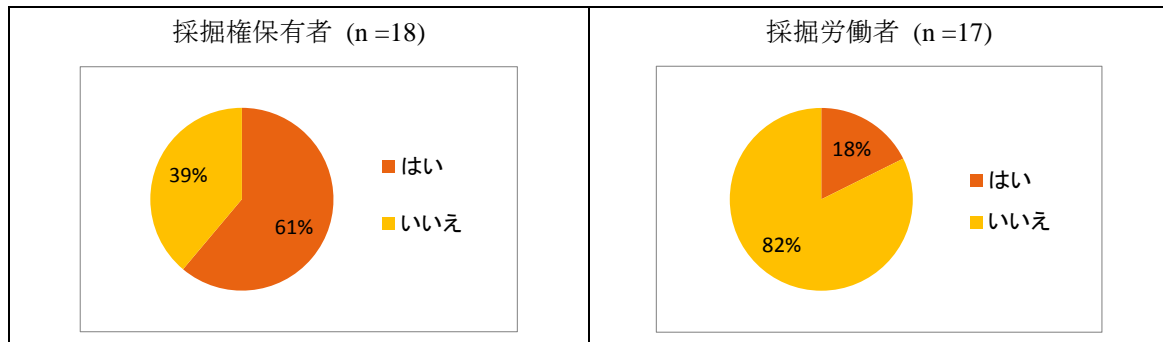 採掘権保有者 (n =18)
39%
61%
はい
いいえ
採掘労働者 (n =17)
18%
82%
はい
いいえ